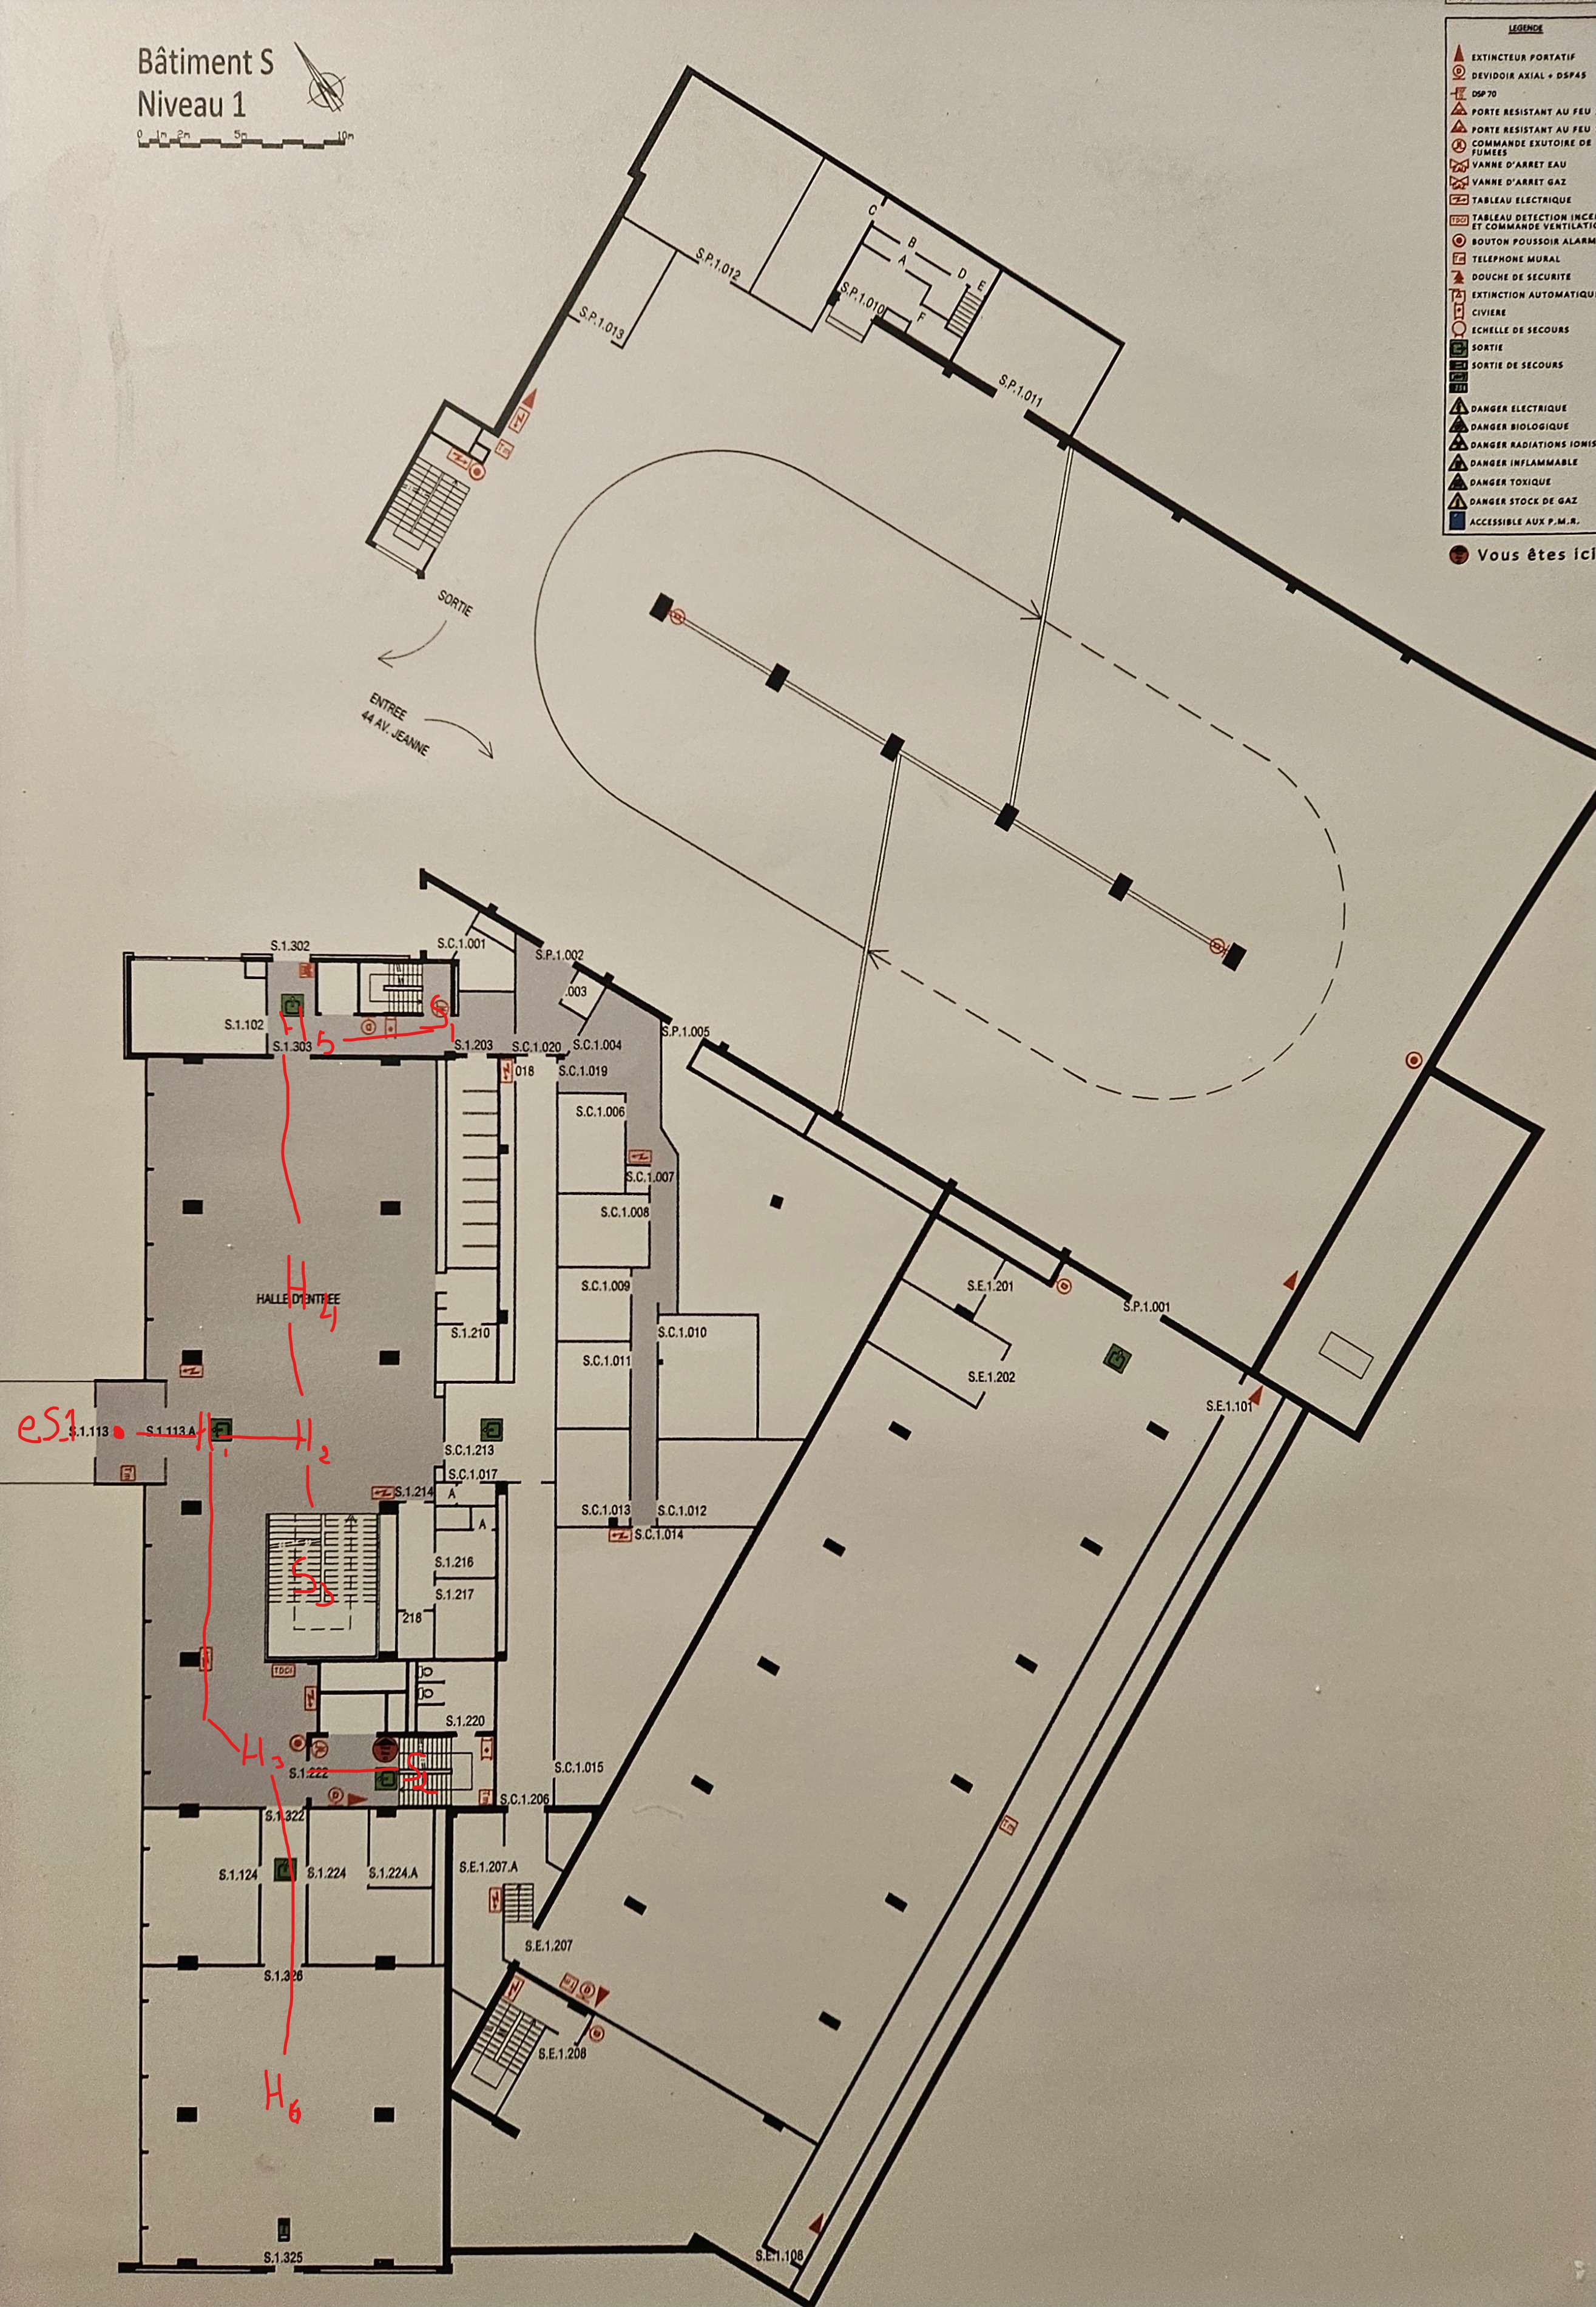 Bâtiment S
Niveau 1
0 1m 2m 5m 10m
LEGENDE
EXTINCTEUR PORTATIF
DEVIDOIR AXIAL + DSP45
DSP 70
PORTE RESISTANT AU FEU
PORTE RESISTANT AU FEU
COMMANDE EXUTOIRE DE
FUMEES
VANNE D'ARRET EAU
VANNE D'ARRET GAZ
TABLEAU ELECTRIQUE
TABLEAU DETECTION INCE
ET COMMANDE VENTILATIO
BOUTON POUSSOIR ALARM
TELEPHONE MURAL
DOUCHE DE SECURITE
EXTINCTION AUTOMATIQU
CIVIERE
ECHELLE DE SECOURS
SORTIE
SORTIE DE SECOURS
DANGER ELECTRIQUE
DANGER BIOLOGIQUE
DANGER RADIATIONS IONIS
DANGER INFLAMMABLE
DANGER TOXIQUE
DANGER STOCK DE GAZ
ACCESSIBLE AUX P.M.R.
Vous êtes ici
C
B
A
D
E
F
S.P.1.012
S.P.1.010
S.P.1.013
S.P.1.011
SORTIE
ENTREE
44 AV. JEANNE
S.1.302
S.C.1.001
S.P.1.002
.003
S.1.102
S.P.1.005
H5
S1
S.1.303
S.1.203
S.C.1.020
S.C.1.004
018
S.C.1.019
S.C.1.006
S.C.1.007
S.C.1.008
S.C.1.009
S.E.1.201
HALLE D'ENTREE
H4
S.P.1.001
S.1.210
S.C.1.010
S.C.1.011
S.E.1.202
S.E.1.101
eS1
S.1.113
S.1.113.A
H1
H2
S.C.1.213
S.C.1.017
S.1.214
A
S.C.1.013
S.C.1.012
A
S.C.1.014
S.1.216
S3
S.1.217
218
TDCI
S.1.220
H3
S.1.222
S2
S.C.1.015
S.C.1.206
S.1.322
S.1.124
S.1.224
S.1.224.A
S.E.1.207.A
S.E.1.207
S.1.326
S.E.1.208
H6
S.1.325
S.E.1.108